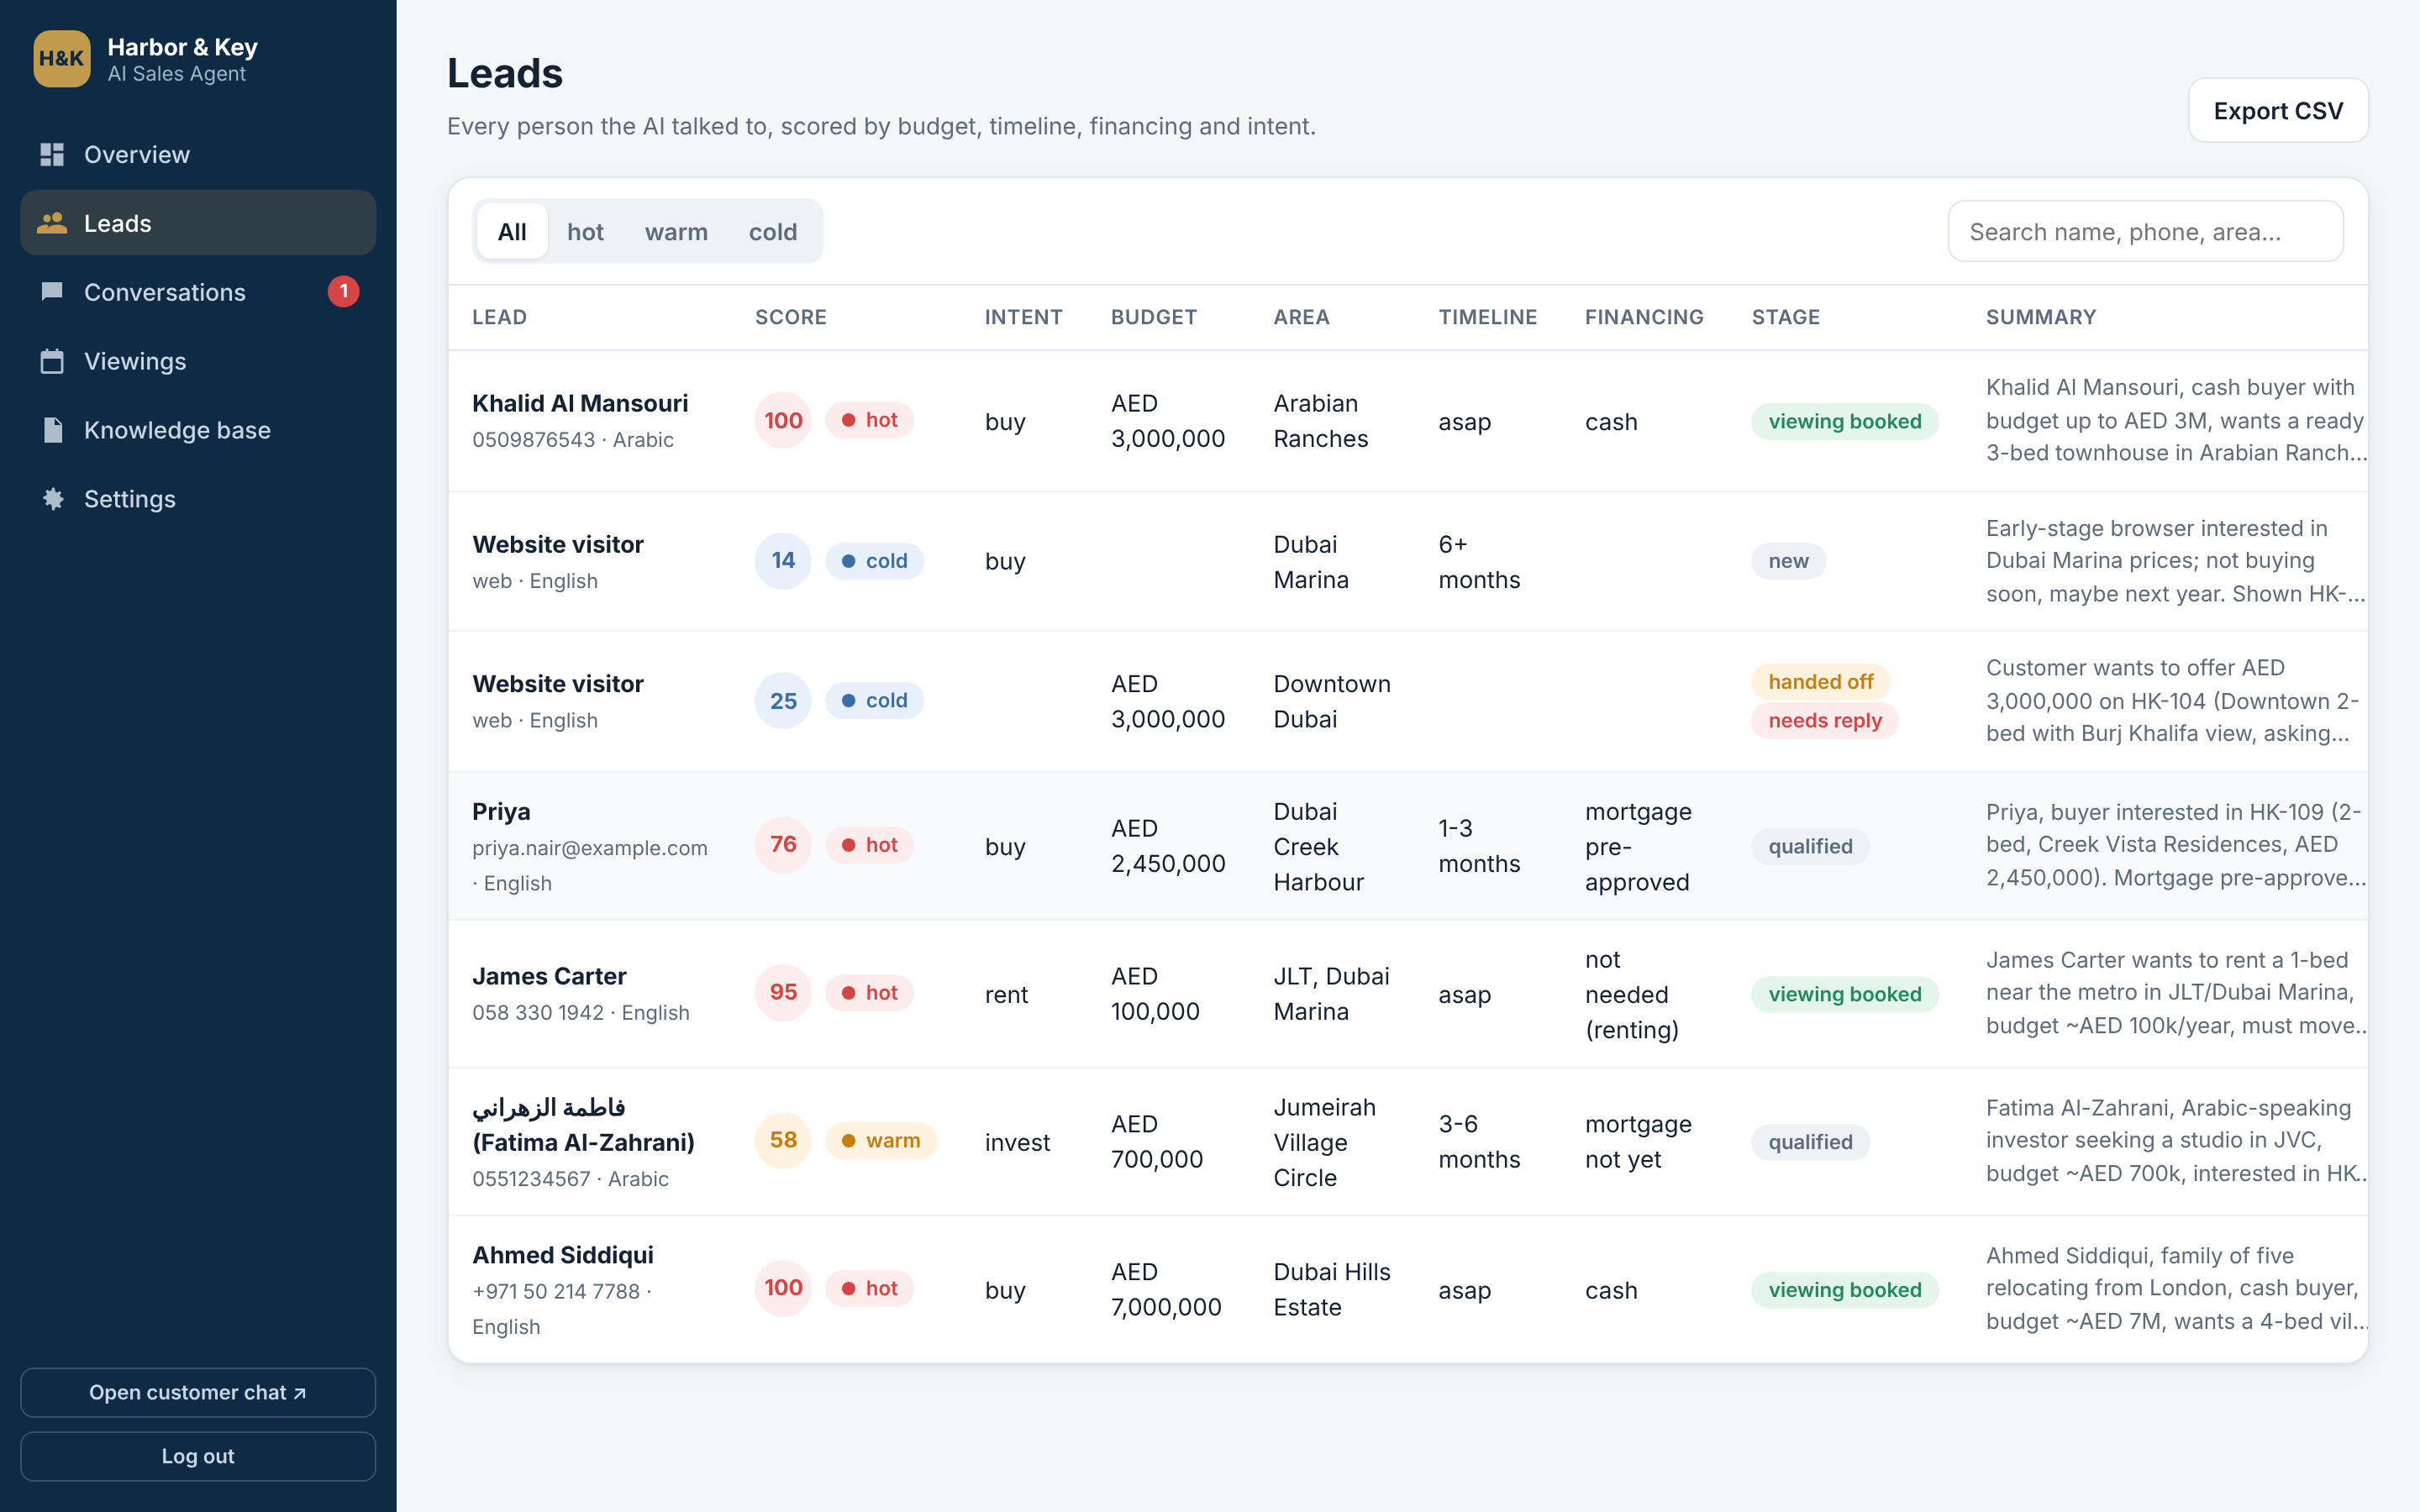 H&K
Harbor & Key
AI Sales Agent
Overview
Leads
Conversations 1
Viewings
Knowledge base
Settings
Open customer chat ↗
Log out
Leads
Every person the AI talked to, scored by budget, timeline, financing and intent.
Export CSV
All hot warm cold
Search name, phone, area...
LEAD SCORE INTENT BUDGET AREA TIMELINE FINANCING STAGE SUMMARY
Khalid Al Mansouri
0509876543 · Arabic
100 hot
buy
AED
3,000,000
Arabian
Ranches
asap
cash
viewing booked
Khalid Al Mansouri, cash buyer with
budget up to AED 3M, wants a ready
3-bed townhouse in Arabian Ranch...
Website visitor
web · English
14 cold
buy
Dubai
Marina
6+
months
new
Early-stage browser interested in
Dubai Marina prices; not buying
soon, maybe next year. Shown HK-...
Website visitor
web · English
25 cold
AED
3,000,000
Downtown
Dubai
handed off
needs reply
Customer wants to offer AED
3,000,000 on HK-104 (Downtown 2-
bed with Burj Khalifa view, asking...
Priya
priya.nair@example.com
· English
76 hot
buy
AED
2,450,000
Dubai
Creek
Harbour
1-3
months
mortgage
pre-
approved
qualified
Priya, buyer interested in HK-109 (2-
bed, Creek Vista Residences, AED
2,450,000). Mortgage pre-approve...
James Carter
058 330 1942 · English
95 hot
rent
AED
100,000
JLT, Dubai
Marina
asap
not
needed
(renting)
viewing booked
James Carter wants to rent a 1-bed
near the metro in JLT/Dubai Marina,
budget ~AED 100k/year, must move...
فاطمة الزهراني
(Fatima Al-Zahrani)
0551234567 · Arabic
58 warm
invest
AED
700,000
Jumeirah
Village
Circle
3-6
months
mortgage
not yet
qualified
Fatima Al-Zahrani, Arabic-speaking
investor seeking a studio in JVC,
budget ~AED 700k, interested in HK...
Ahmed Siddiqui
+971 50 214 7788 ·
English
100 hot
buy
AED
7,000,000
Dubai Hills
Estate
asap
cash
viewing booked
Ahmed Siddiqui, family of five
relocating from London, cash buyer,
budget ~AED 7M, wants a 4-bed vil...